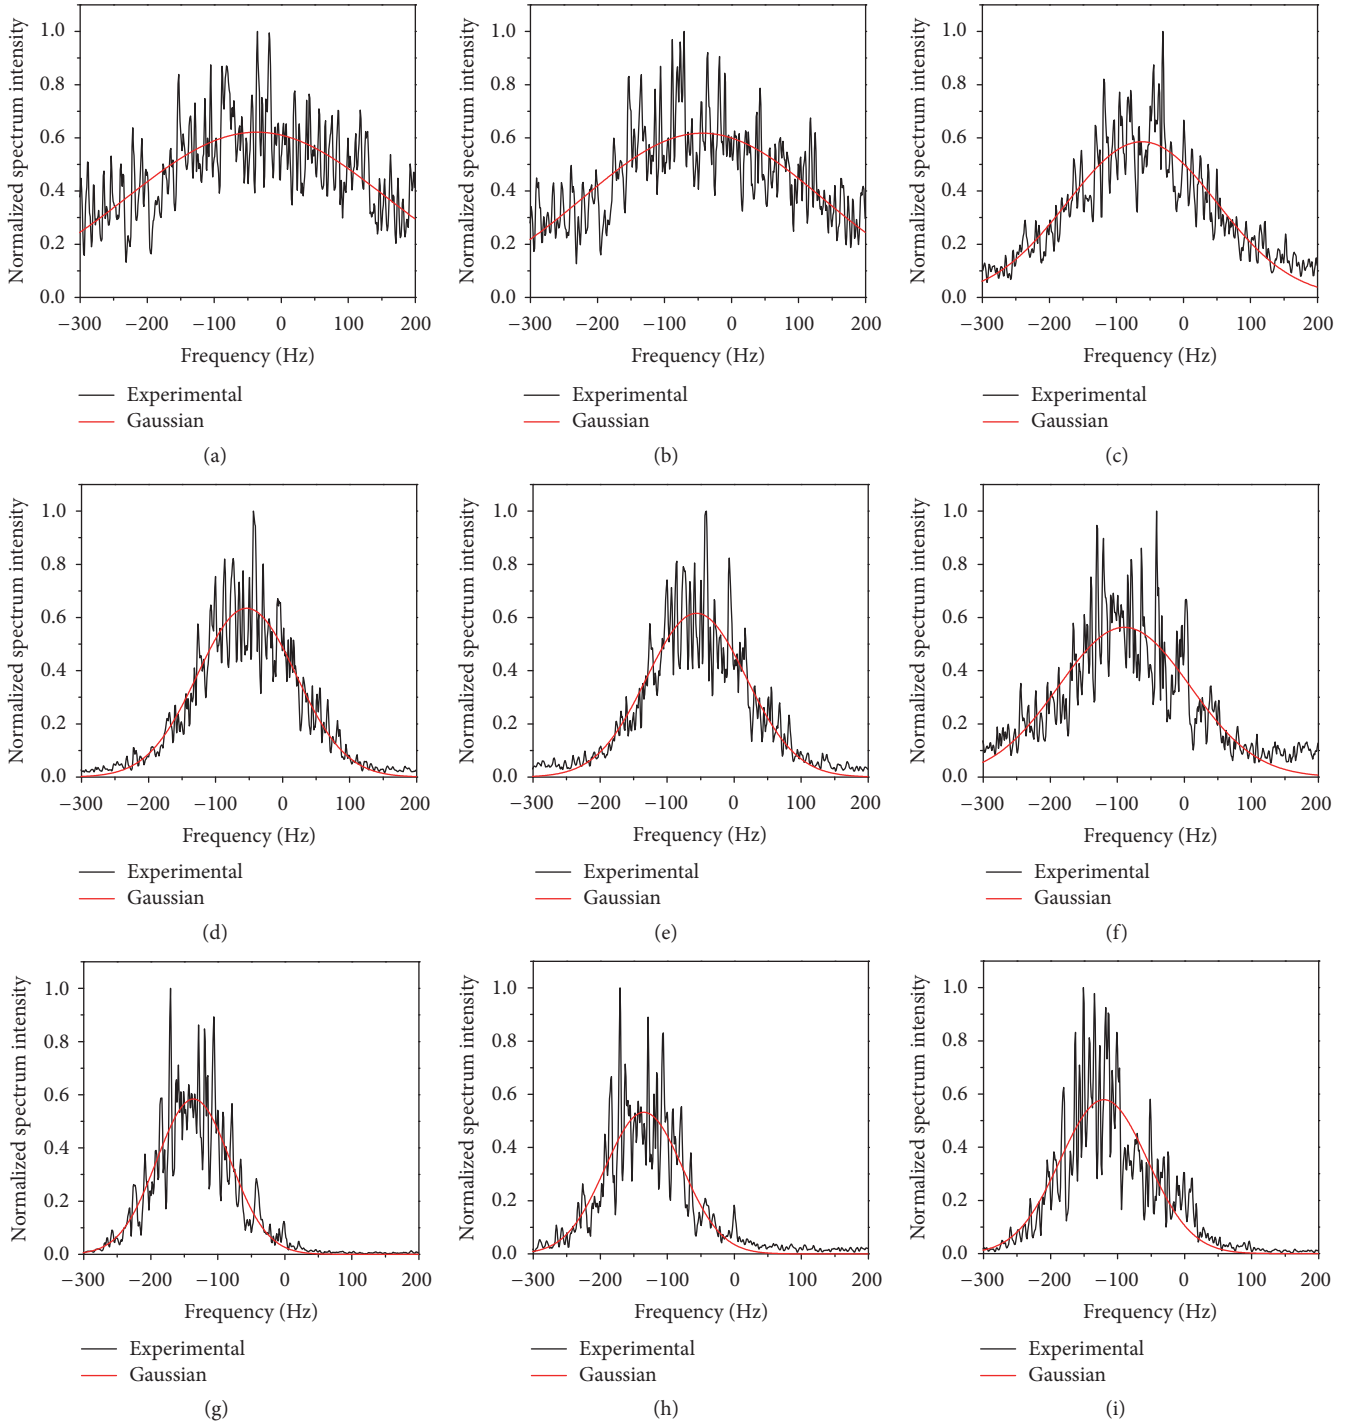 Normalized spectrum intensity
1.0
0.8
0.6
0.4
0.2
0.0
−300 −200 −100 0 100 200
Frequency (Hz)
Experimental
Gaussian
(a)
Normalized spectrum intensity
1.0
0.8
0.6
0.4
0.2
0.0
−300 −200 −100 0 100 200
Frequency (Hz)
Experimental
Gaussian
(b)
Normalized spectrum intensity
1.0
0.8
0.6
0.4
0.2
0.0
−300 −200 −100 0 100 200
Frequency (Hz)
Experimental
Gaussian
(c)
Normalized spectrum intensity
1.0
0.8
0.6
0.4
0.2
0.0
−300 −200 −100 0 100 200
Frequency (Hz)
Experimental
Gaussian
(d)
Normalized spectrum intensity
1.0
0.8
0.6
0.4
0.2
0.0
−300 −200 −100 0 100 200
Frequency (Hz)
Experimental
Gaussian
(e)
Normalized spectrum intensity
1.0
0.8
0.6
0.4
0.2
0.0
−300 −200 −100 0 100 200
Frequency (Hz)
Experimental
Gaussian
(f)
Normalized spectrum intensity
1.0
0.8
0.6
0.4
0.2
0.0
−300 −200 −100 0 100 200
Frequency (Hz)
Experimental
Gaussian
(g)
Normalized spectrum intensity
1.0
0.8
0.6
0.4
0.2
0.0
−300 −200 −100 0 100 200
Frequency (Hz)
Experimental
Gaussian
(h)
Normalized spectrum intensity
1.0
0.8
0.6
0.4
0.2
0.0
−300 −200 −100 0 100 200
Frequency (Hz)
Experimental
Gaussian
(i)